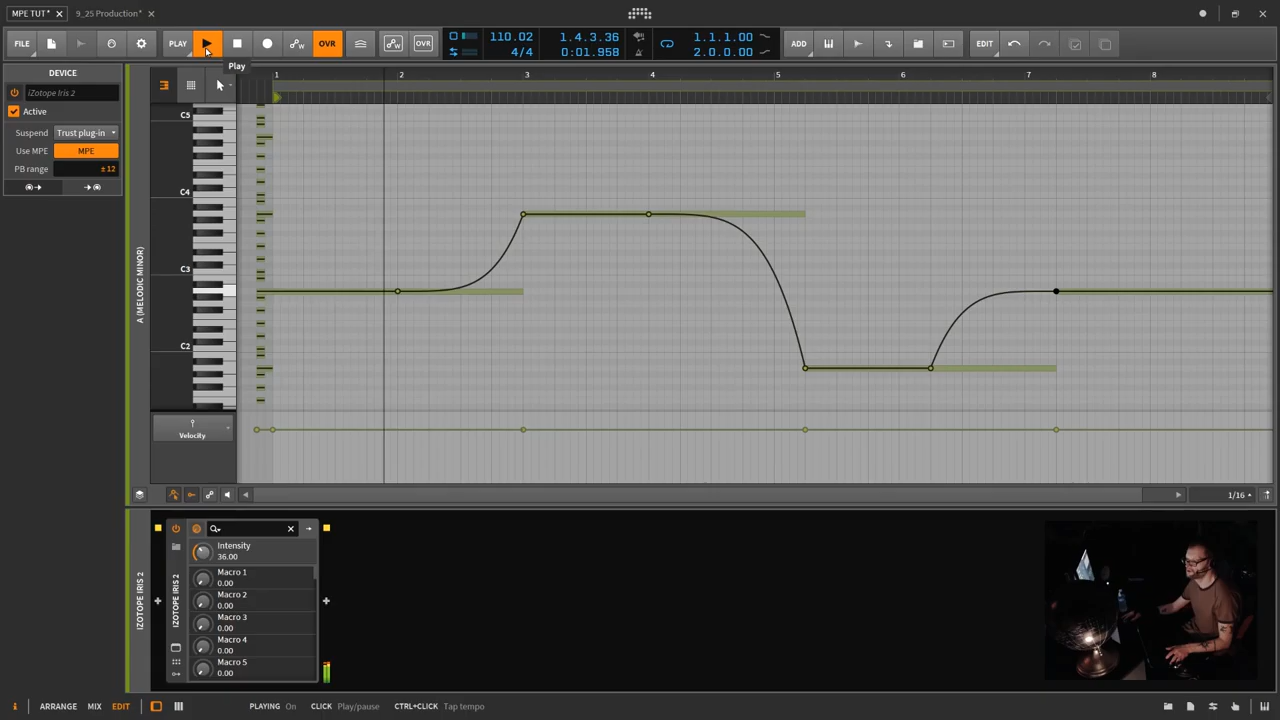 MPE TUT*
9_25 Production*
FILE
PLAY
OVR
OVR
110.02
4/4
1.4.3.36
0:01.958
1.1.1.00
2.0.0.00
ADD
EDIT
Play
DEVICE
iZotope Iris 2
Active
Suspend Trust plug-in
Use MPE MPE
PB range ±12
1 2 3 4 5 6 7 8
C5
C4
C3
C2
A (MELODIC MINOR)
Velocity
1/16
IZOTOPE IRIS 2
IZOTOPE IRIS 2
Intensity
36.00
Macro 1
0.00
Macro 2
0.00
Macro 3
0.00
Macro 4
0.00
Macro 5
0.00
i ARRANGE MIX EDIT PLAYING On CLICK Play/pause CTRL+CLICK Tap tempo